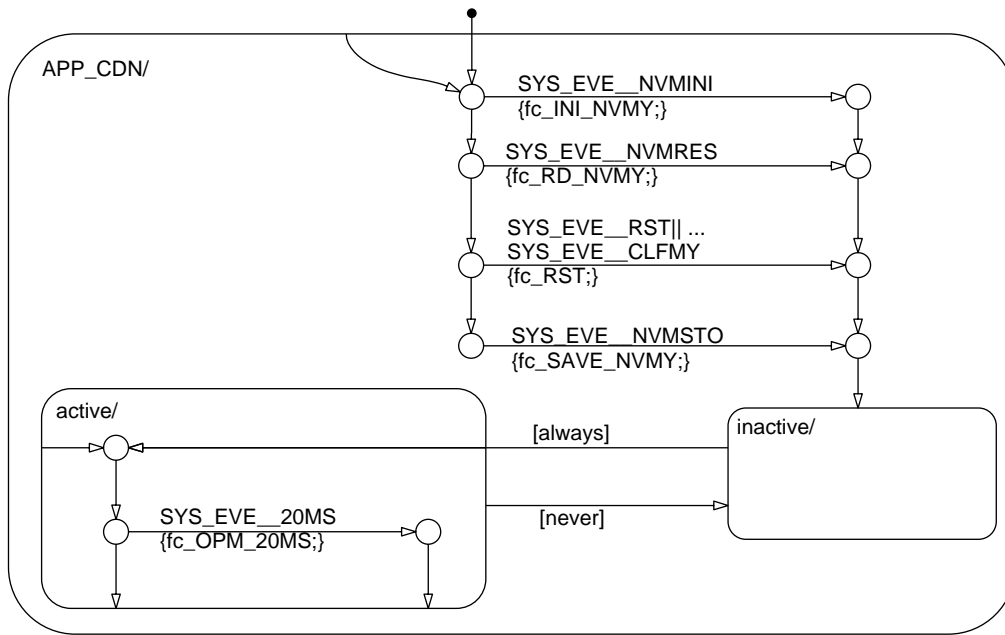 APP_CDN/
SYS_EVE__NVMINI
{fc_INI_NVMY;}
SYS_EVE__NVMRES
{fc_RD_NVMY;}
SYS_EVE__RST|| ...
SYS_EVE__CLFMY
{fc_RST;}
SYS_EVE__NVMSTO
{fc_SAVE_NVMY;}
active/
inactive/
[always]
SYS_EVE__20MS
{fc_OPM_20MS;}
[never]